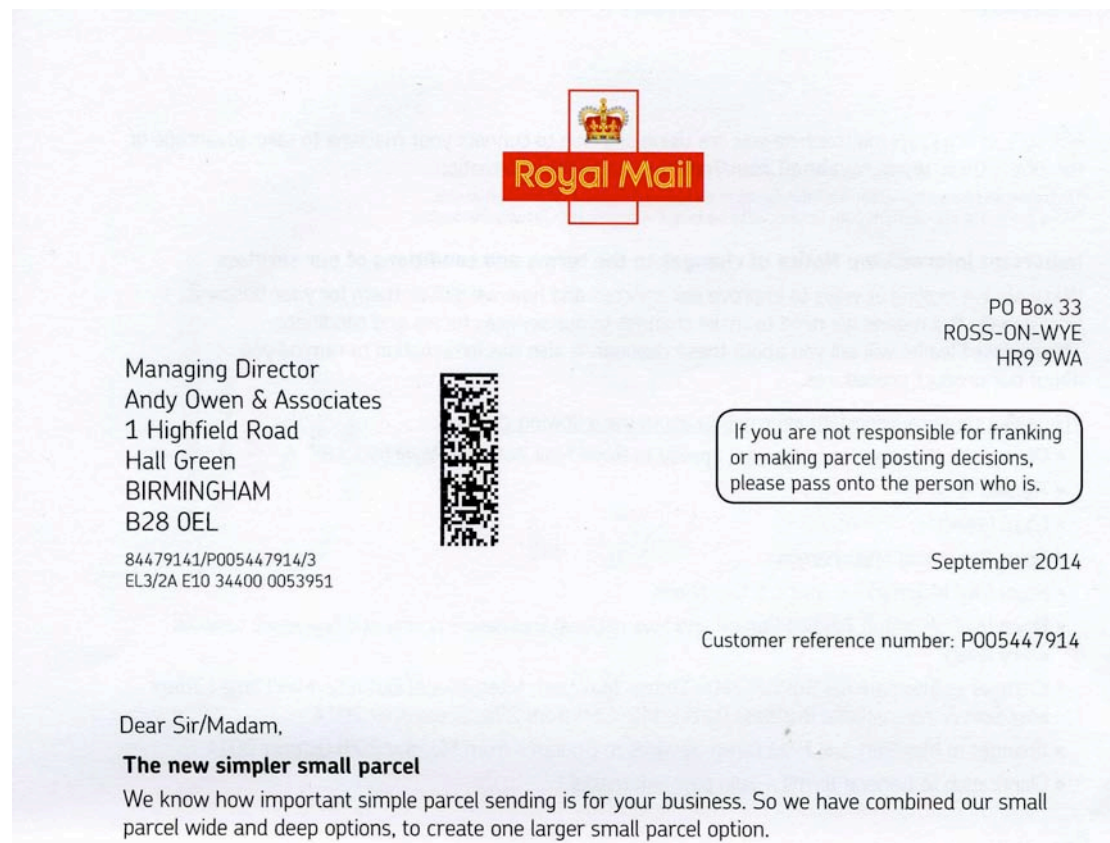 Royal Mail
PO Box 33
ROSS-ON-WYE
HR9 9WA
Managing Director
Andy Owen & Associates
1 Highfield Road
Hall Green
BIRMINGHAM
B28 0EL
84479141/P005447914/3
EL3/2A E10 34400 0053951
If you are not responsible for franking
or making parcel posting decisions,
please pass onto the person who is.
September 2014
Customer reference number: P005447914
Dear Sir/Madam,
The new simpler small parcel
We know how important simple parcel sending is for your business. So we have combined our small
parcel wide and deep options, to create one larger small parcel option.